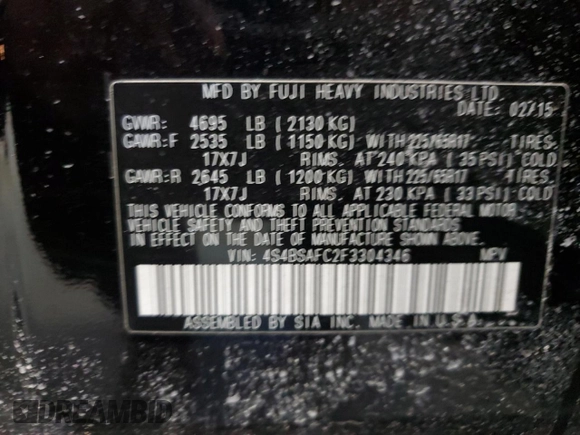 MFD BY FUJI HEAVY INDUSTRIES LTD
DATE: 02/15
GVWR: 4695 LB ( 2130 KG)
GAWR:F 2535 LB ( 1150 KG) WITH 225/65R17 TIRES.
17X7J RIMS. AT 240 KPA ( 35 PSI) COLD
GAWR:R 2645 LB ( 1200 KG) WITH 225/65R17 TIRES.
17X7J RIMS. AT 230 KPA ( 33 PSI) COLD
THIS VEHICLE CONFORMS TO ALL APPLICABLE FEDERAL MOTOR
VEHICLE SAFETY AND THEFT PREVENTION STANDARDS
IN EFFECT ON THE DATE OF MANUFACTURE SHOWN ABOVE.
VIN: 4S4BSAFC2F3304346 MPV
ASSEMBLED BY SIA INC. MADE IN U.S.A.
DREAMBID